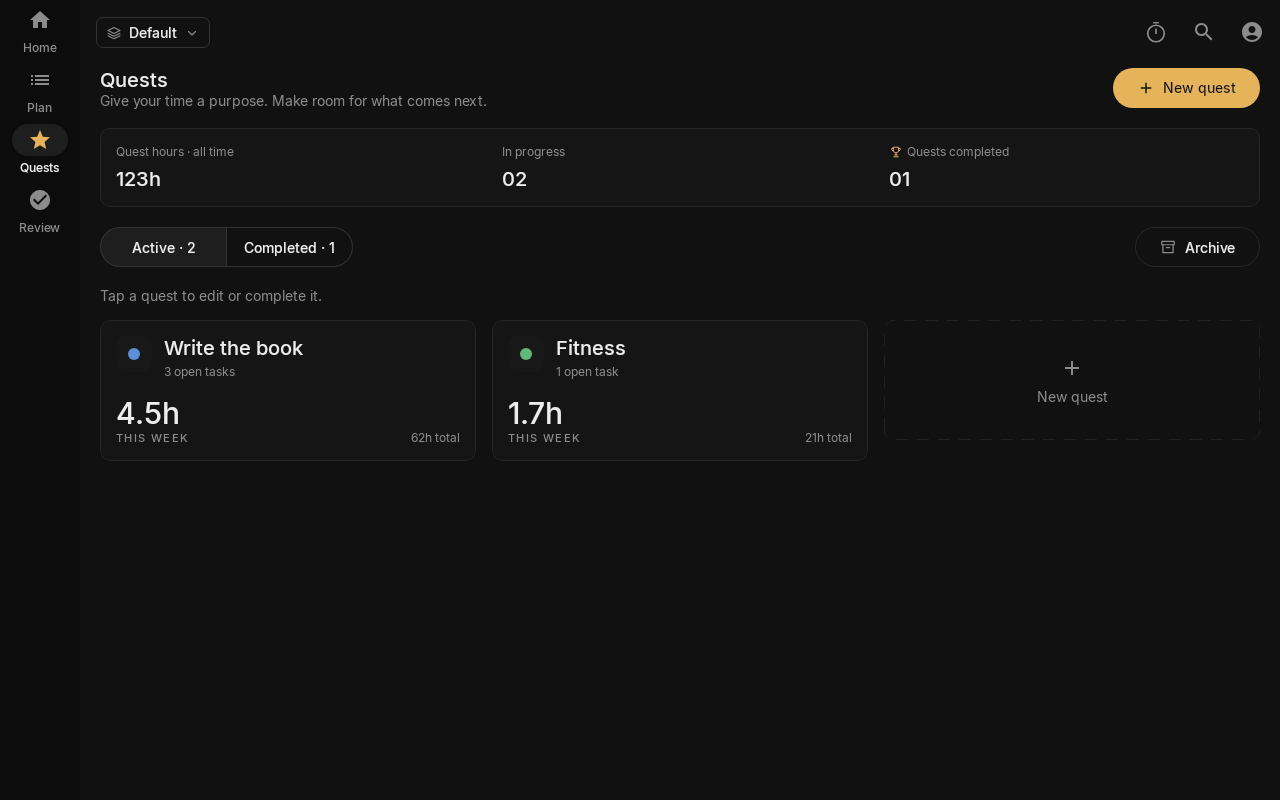 Home
Plan
Quests
Review
Default
Quests
Give your time a purpose. Make room for what comes next.
New quest
Quest hours · all time
123h
In progress
02
Quests completed
01
Active · 2
Completed · 1
Archive
Tap a quest to edit or complete it.
Write the book
3 open tasks
4.5h
THIS WEEK
62h total
Fitness
1 open task
1.7h
THIS WEEK
21h total
New quest